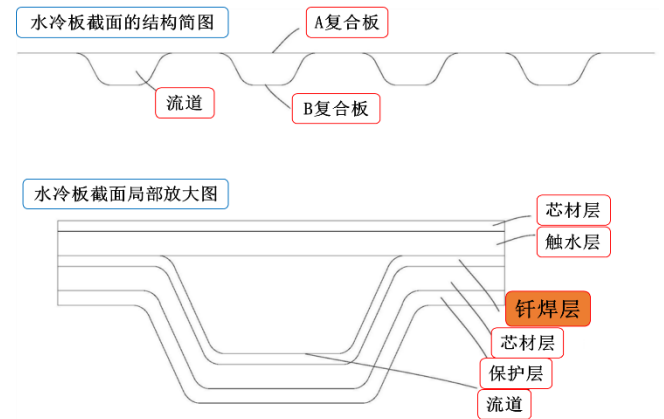 水冷板截面的结构简图
A复合板
流道
B复合板
水冷板截面局部放大图
芯材层
触水层
钎焊层
芯材层
保护层
流道